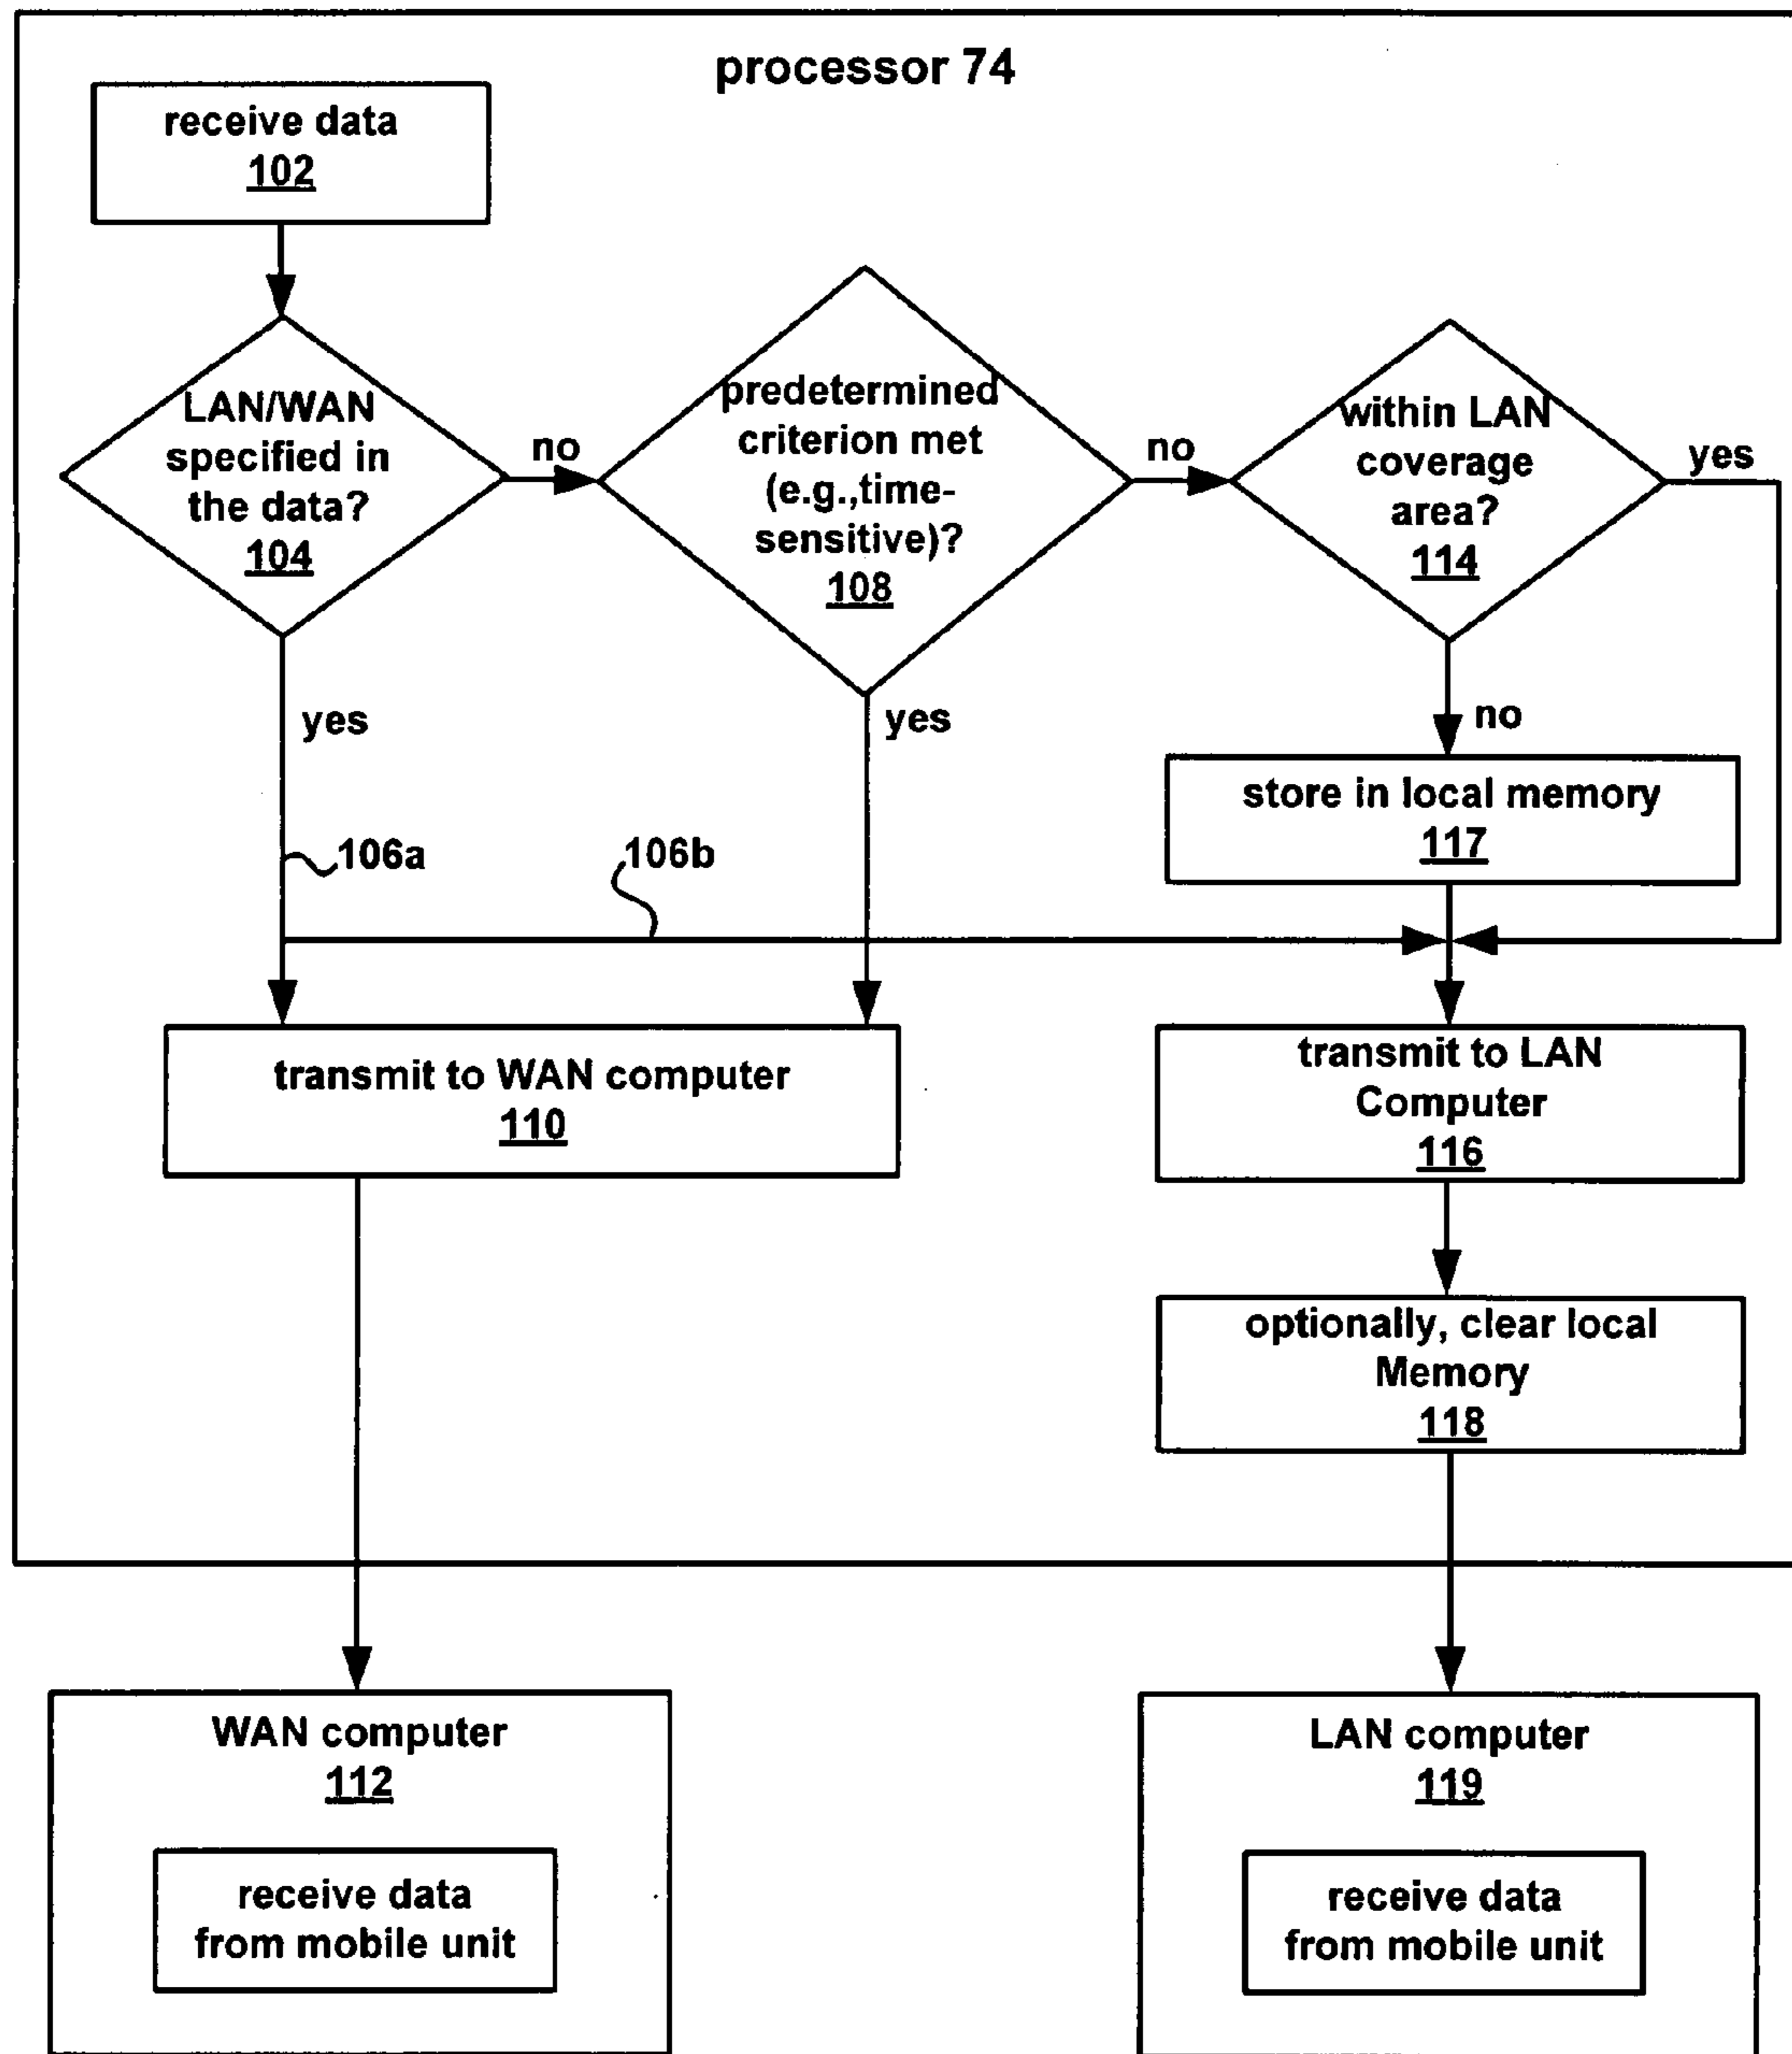 processor 74
receive data
102
LAN/WAN
specified in
the data?
104
no
predetermined
criterion met
(e.g.,time-
sensitive)?
108
no
within LAN
coverage
area?
114
yes
yes
yes
no
store in local memory
117
106a
106b
transmit to WAN computer
110
transmit to LAN
Computer
116
optionally, clear local
Memory
118
WAN computer
112
receive data
from mobile unit
LAN computer
119
receive data
from mobile unit